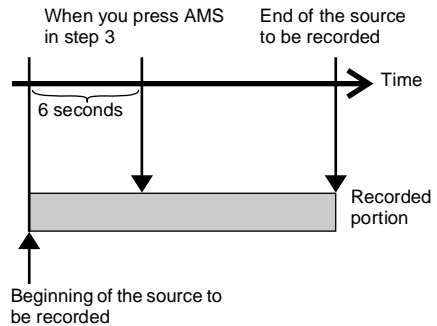 When you press AMS
in step 3
End of the source
to be recorded
Time
6 seconds
Recorded
portion
Beginning of the source to
be recorded